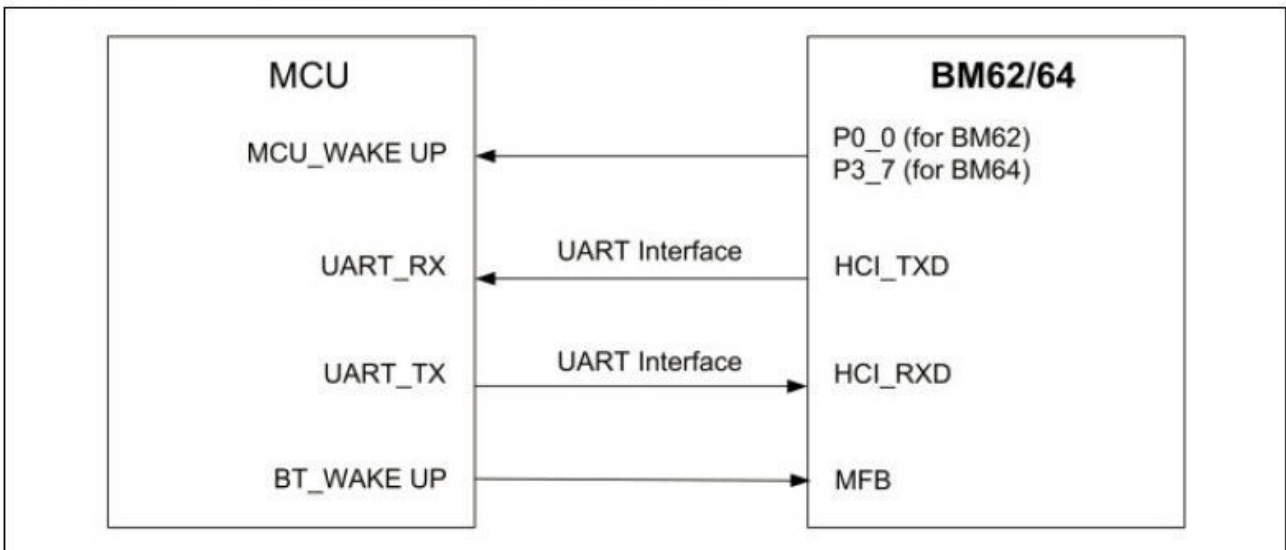 MCU
BM62/64
MCU_WAKE UP
P0_0 (for BM62)
P3_7 (for BM64)
UART_RX
UART Interface
HCI_TXD
UART_TX
UART Interface
HCI_RXD
BT_WAKE UP
MFB